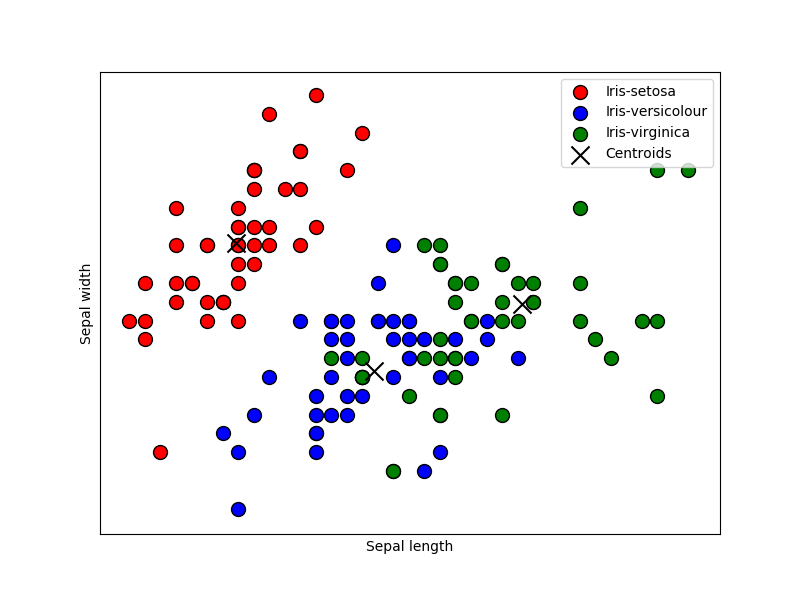 Iris-setosa
Iris-versicolour
Iris-virginica
Centroids
Sepal width
Sepal length